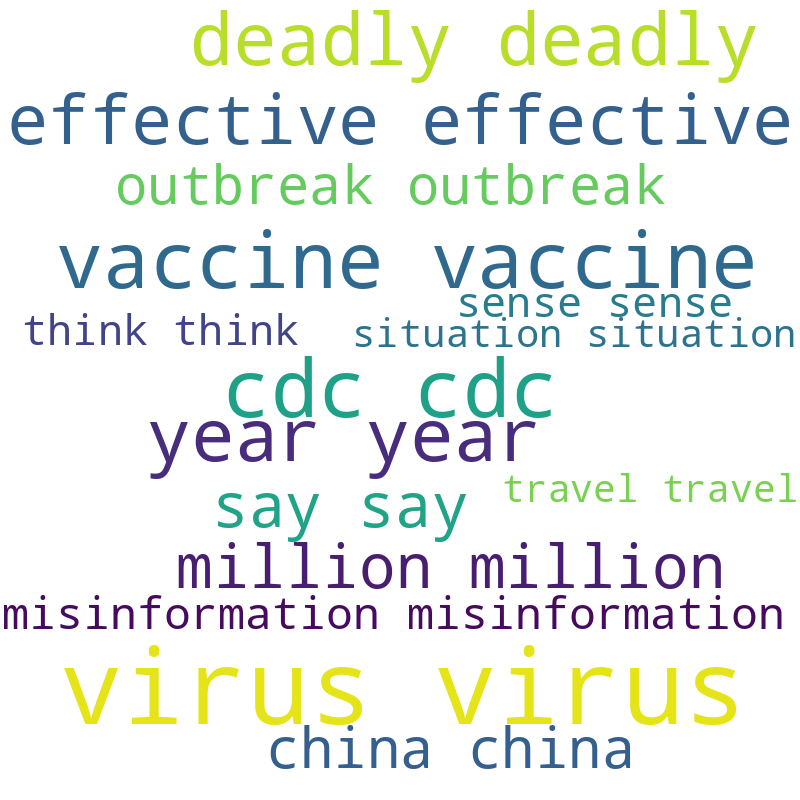 deadly deadly
effective effective
outbreak outbreak
vaccine vaccine
sense sense
think think
situation situation
cdc cdc
year year
travel travel
say say
million million
misinformation misinformation
virus virus
china china